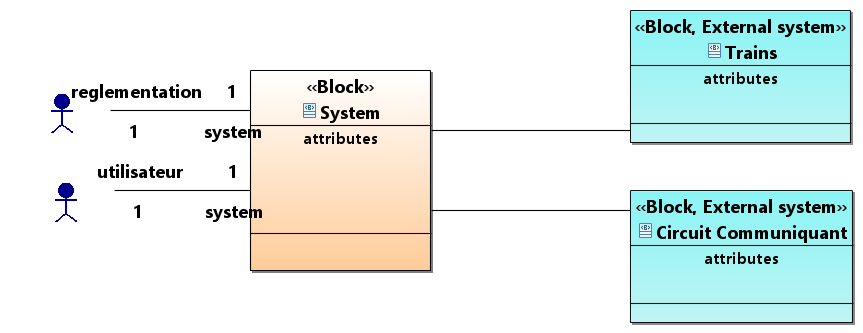 reglementation 1
1 system
utilisateur 1
1 system
«Block»
System
attributes
«Block, External system»
Trains
attributes
«Block, External system»
Circuit Communiquant
attributes